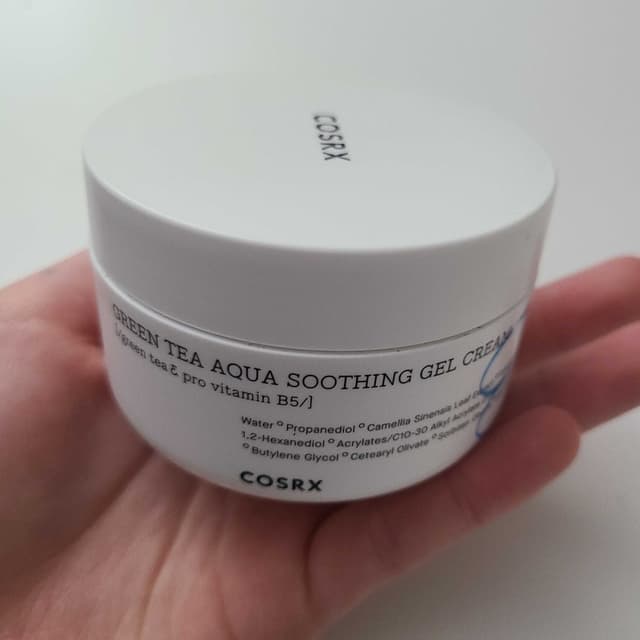 COSRX
GREEN TEA AQUA SOOTHING GEL CREAM
[/green tea & pro vitamin B5/]
Water ° Propanediol ° Camellia Sinensis Leaf
1,2-Hexanediol ° Acrylates/C10-30 Alkyl Acrylate
° Butylene Glycol ° Cetearyl Olivate ° Sorbitan
COSRX